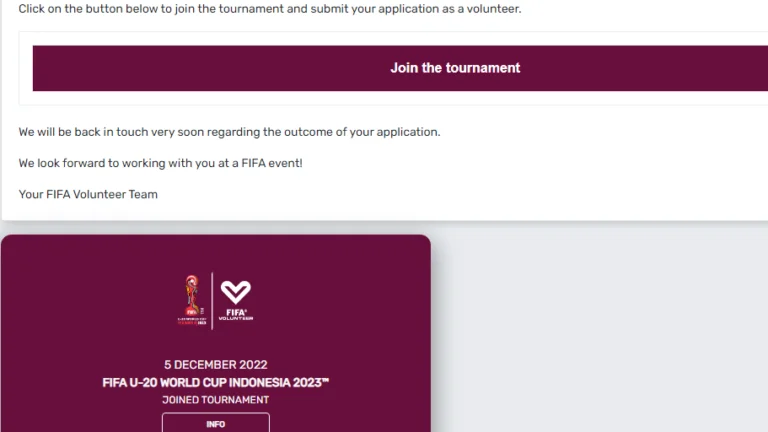 Click on the button below to join the tournament and submit your application as a volunteer.
Join the tournament
We will be back in touch very soon regarding the outcome of your application.
We look forward to working with you at a FIFA event!
Your FIFA Volunteer Team
FIFA
VOLUNTEER
5 DECEMBER 2022
FIFA U-20 WORLD CUP INDONESIA 2023™
JOINED TOURNAMENT
INFO